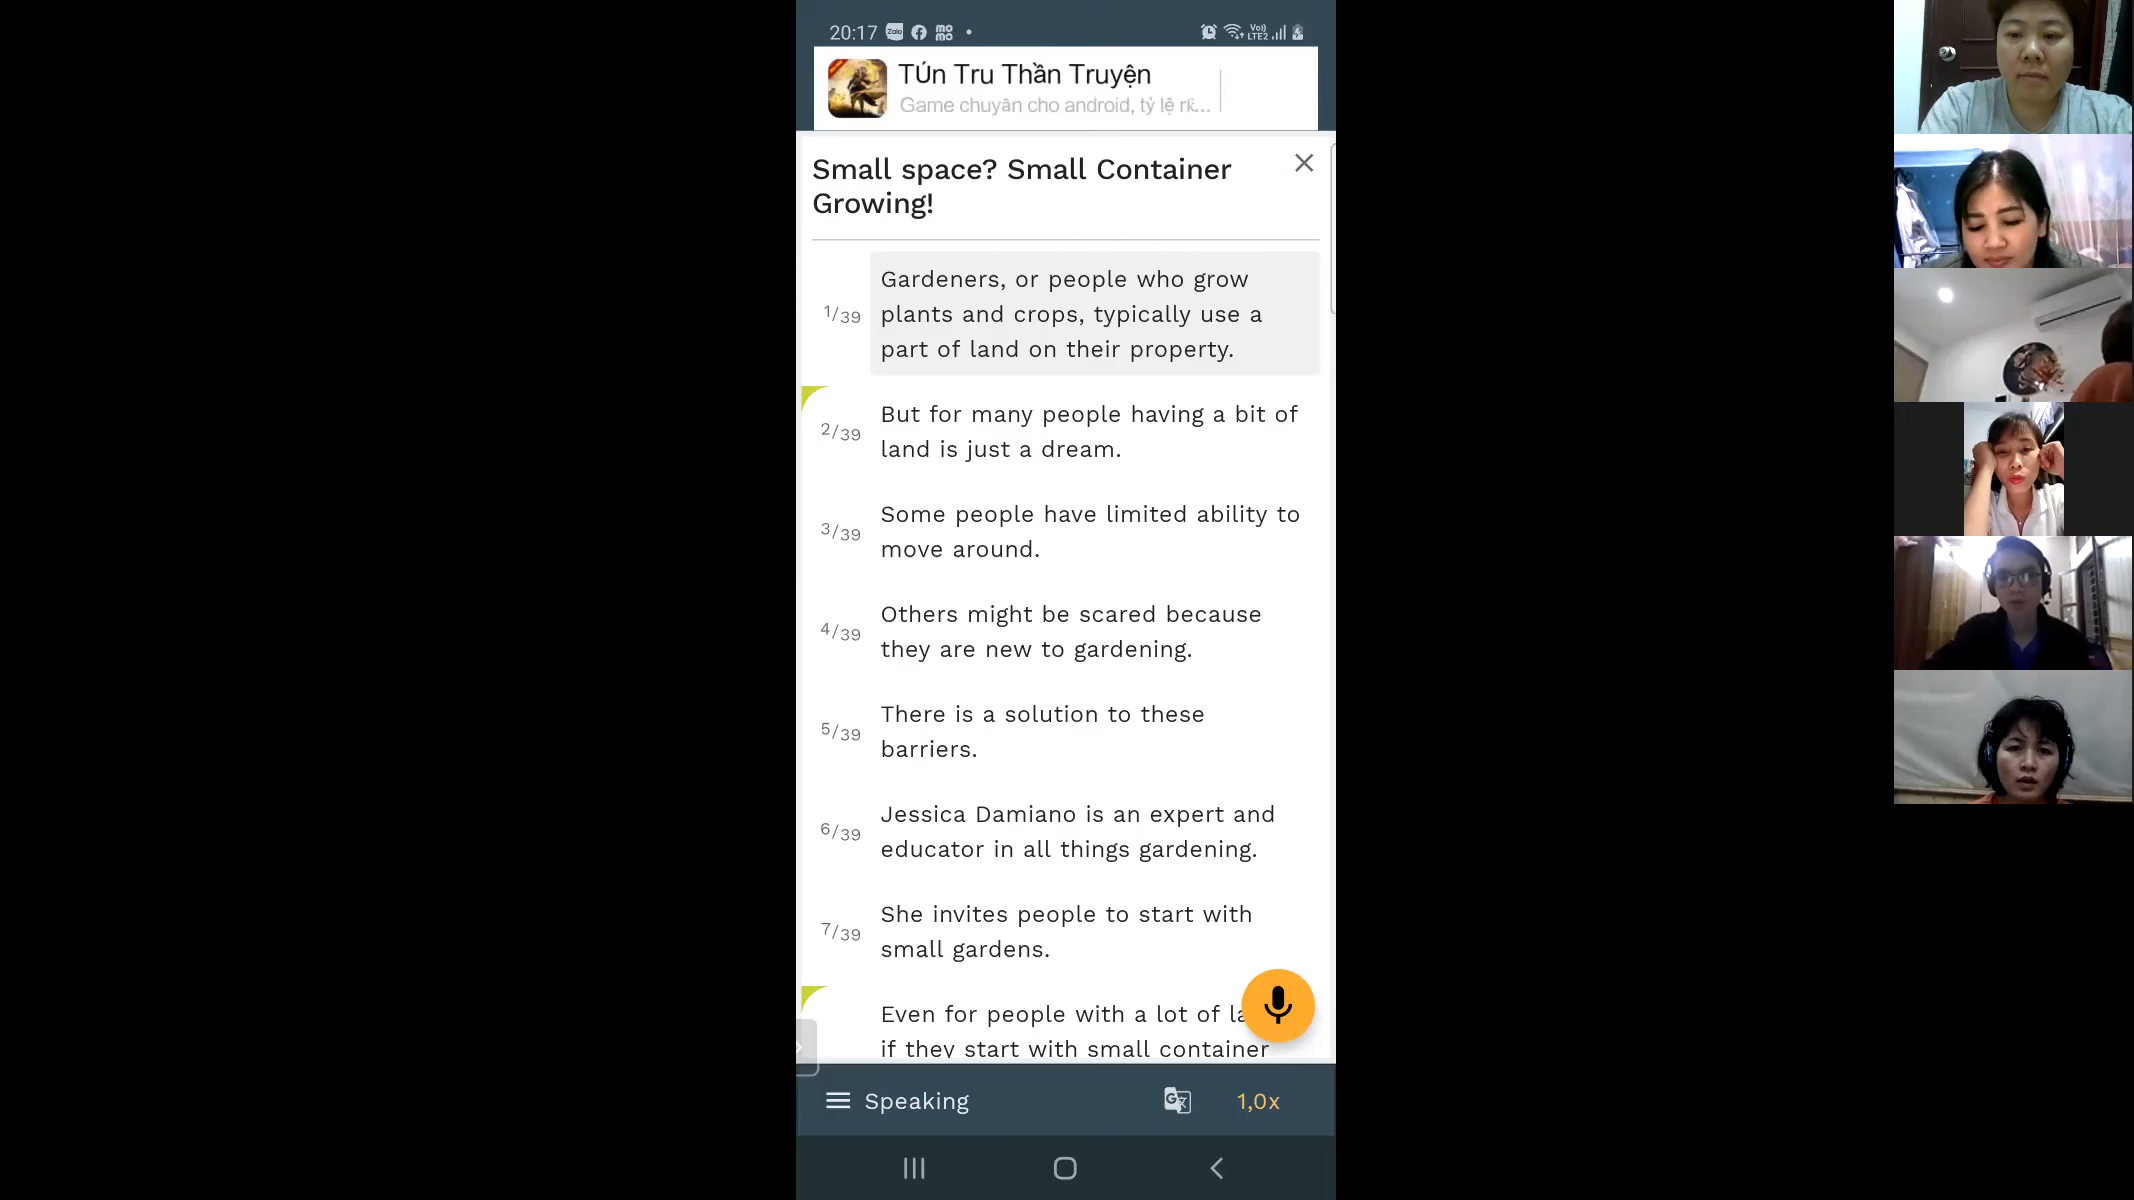 20:17
Zalo
mo
mo
Vo))
LTE2
TÚn Tru Thần Truyện
Game chuyân cho android, tỷ lệ
Small space? Small Container
Growing!
1/39
Gardeners, or people who grow
plants and crops, typically use a
part of land on their property.
2/39
But for many people having a bit of
land is just a dream.
3/39
Some people have limited ability to
move around.
4/39
Others might be scared because
they are new to gardening.
5/39
There is a solution to these
barriers.
6/39
Jessica Damiano is an expert and
educator in all things gardening.
7/39
She invites people to start with
small gardens.
Even for people with a lot of
if they start with small container
Speaking
1,0x